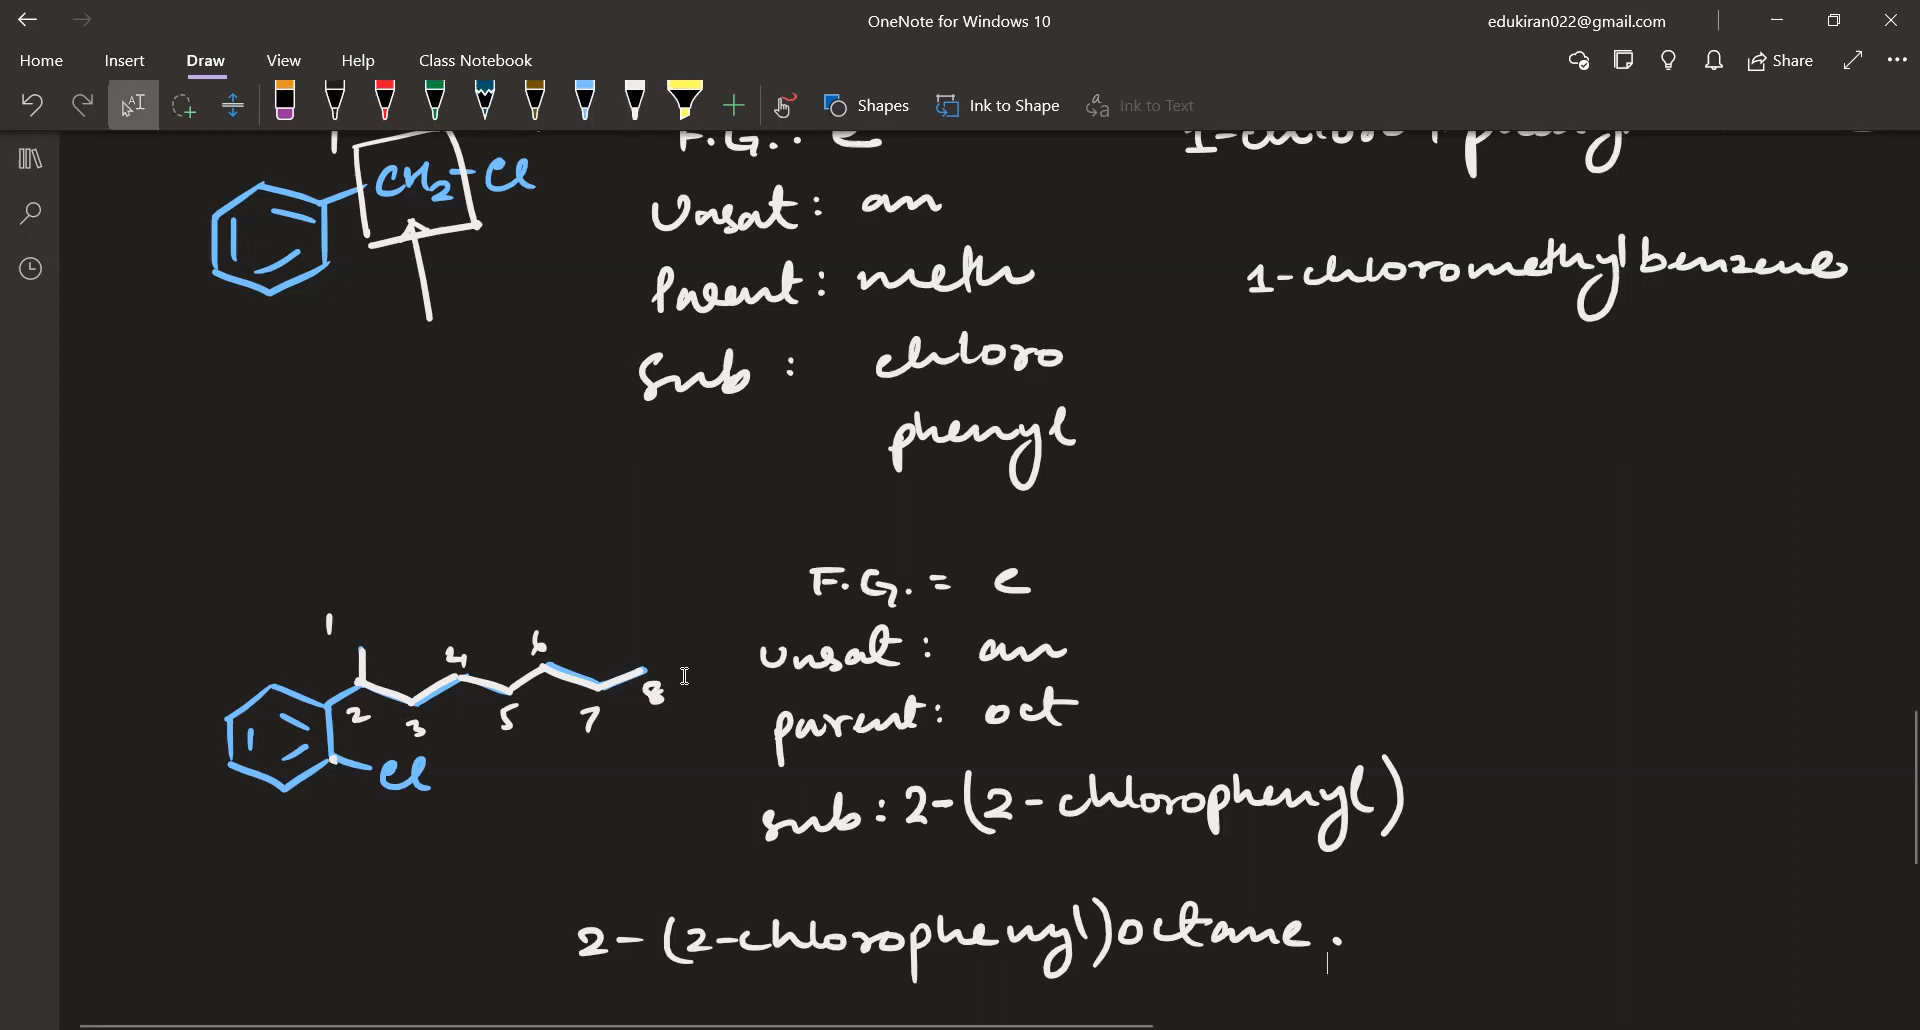 OneNote for Windows 10
edukiran022@gmail.com
Home Insert Draw View Help Class Notebook
Share
Shapes Ink to Shape Ink to Text
F.G.: e
CH2-Cl
Unsat: an
Parent: meth
1-chloromethylbenzene
Sub: chloro
phenyl
F.G. = e
unsat: an
parent: oct
1 2 3 4 5 6 7 8
Cl
sub: 2-(2-chlorophenyl)
2-(2-chlorophenyl)octane.